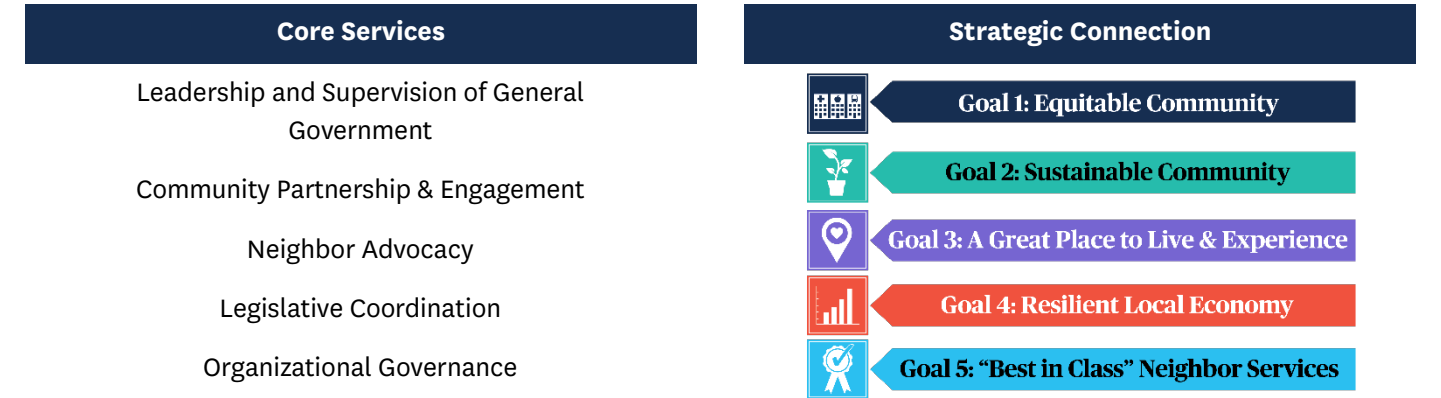 Core Services
Leadership and Supervision of General
Government
Community Partnership & Engagement
Neighbor Advocacy
Legislative Coordination
Organizational Governance
Strategic Connection
Goal 1: Equitable Community
Goal 2: Sustainable Community
Goal 3: A Great Place to Live & Experience
Goal 4: Resilient Local Economy
Goal 5: “Best in Class” Neighbor Services